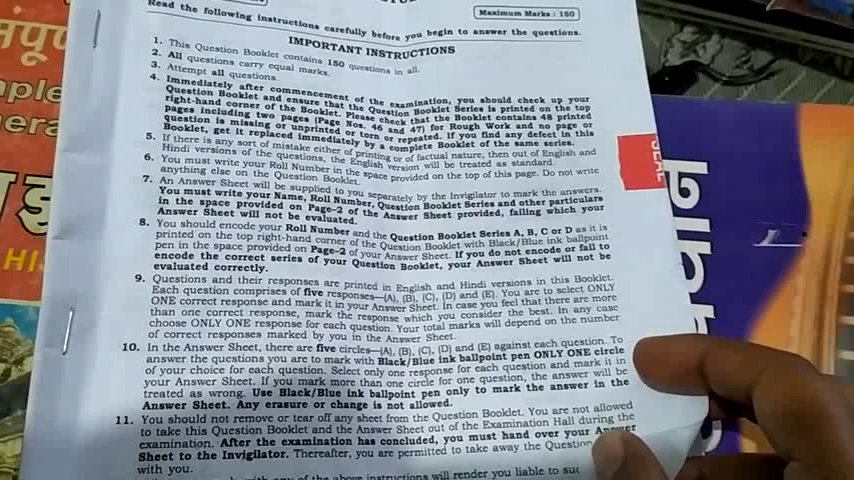 Maximum Marks : 150
Read the following instructions carefully before you begin to answer the questions.
IMPORTANT INSTRUCTIONS
1. This Question Booklet contains 150 questions in all.
2. All questions carry equal marks.
3. Attempt all questions.
4. Immediately after commencement of the examination, you should check up your
Question Booklet and ensure that the Question Booklet Series is printed on the top
right-hand corner of the Booklet. Please check that the Booklet contains 48 printed
pages including two pages (Page Nos. 46 and 47) for Rough Work and no page or
question is missing or unprinted or torn or repeated. If you find any defect in this
Booklet, get it replaced immediately by a complete Booklet of the same series.
5. If there is any sort of mistake either of printing or of factual nature, then out of English and
Hindi versions of the questions, the English version will be treated as standard.
6. You must write your Roll Number in the space provided on the top of this page. Do not write
anything else on the Question Booklet.
7. An Answer Sheet will be supplied to you separately by the Invigilator to mark the answers.
You must write your Name, Roll Number, Question Booklet Series and other particulars
in the space provided on Page-2 of the Answer Sheet provided, failing which your
Answer Sheet will not be evaluated.
8. You should encode your Roll Number and the Question Booklet Series A, B, C or D as it is
printed on the top right-hand corner of the Question Booklet with Black/Blue ink ballpoint
pen in the space provided on Page-2 of your Answer Sheet. If you do not encode or fail to
encode the correct series of your Question Booklet, your Answer Sheet will not be
evaluated correctly.
9. Questions and their responses are printed in English and Hindi versions in this Booklet.
Each question comprises of five responses—(A), (B), (C), (D) and (E). You are to select ONLY
ONE correct response and mark it in your Answer Sheet. In case you feel that there are more
than one correct response, mark the response which you consider the best. In any case
choose ONLY ONE response for each question. Your total marks will depend on the number
of correct responses marked by you in the Answer Sheet.
10. In the Answer Sheet, there are five circles—(A), (B), (C), (D) and (E) against each question. To
answer the questions you are to mark with Black/Blue ink ballpoint pen ONLY ONE circle
of your choice for each question. Select only one response for each question and mark it in
your Answer Sheet. If you mark more than one circle for one question, the answer will be
treated as wrong. Use Black/Blue ink ballpoint pen only to mark the answer in the
Answer Sheet. Any erasure or change is not allowed.
11. You should not remove or tear off any sheet from the Question Booklet. You are not allowed
to take this Question Booklet and the Answer Sheet out of the Examination Hall during the
examination. After the examination has concluded, you must hand over your Answer
Sheet to the Invigilator. Thereafter, you are permitted to take away the Question
with you.
with any of the above instructions will render you liable to
SEAL